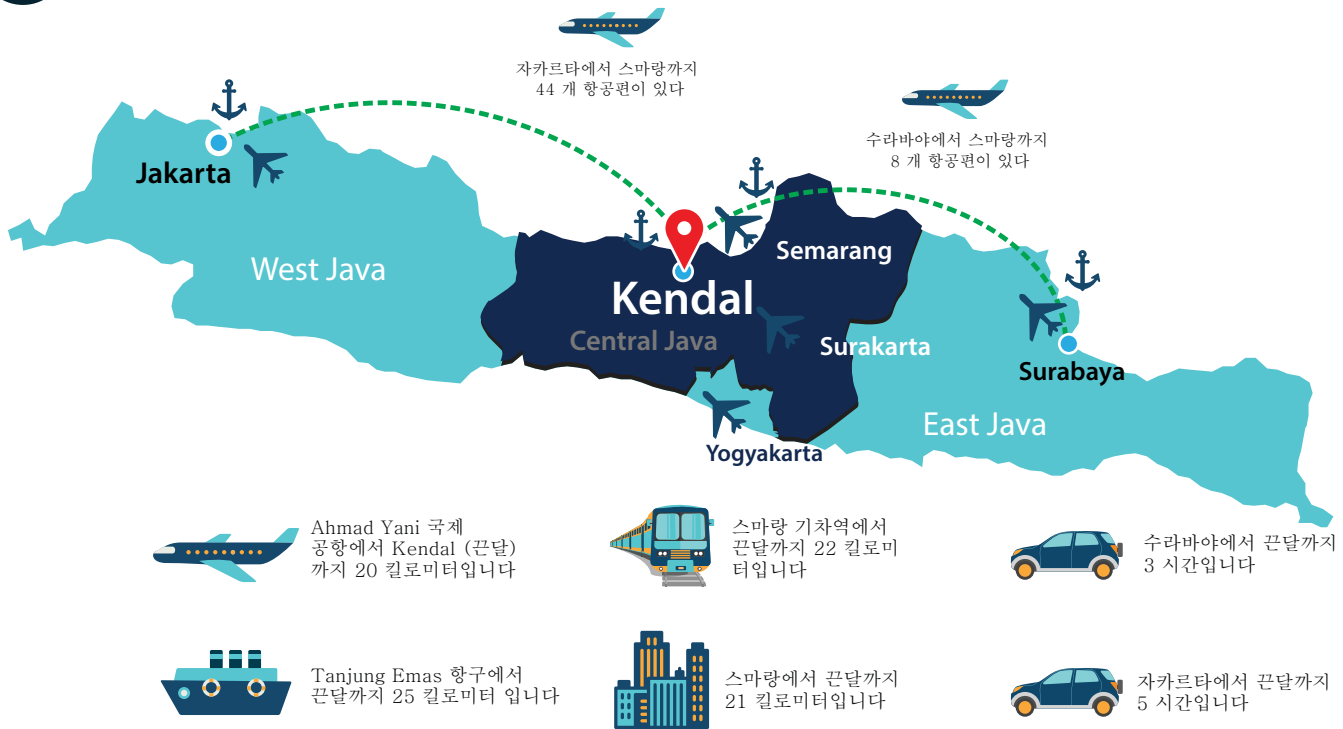 자카르타에서 스마랑까지
44 개 항공편이 있다
수라바야에서 스마랑까지
8 개 항공편이 있다
Jakarta
West Java
Semarang
Kendal
Central Java
Surakarta
Surabaya
East Java
Yogyakarta
Ahmad Yani 국제
공항에서 Kendal (끈달)
까지 20 킬로미터입니다
스마랑 기차역에서
끈달까지 22 킬로미
터입니다
수라바야에서 끈달까지
3 시간입니다
Tanjung Emas 항구에서
끈달까지 25 킬로미터 입니다
스마랑에서 끈달까지
21 킬로미터입니다
자카르타에서 끈달까지
5 시간입니다